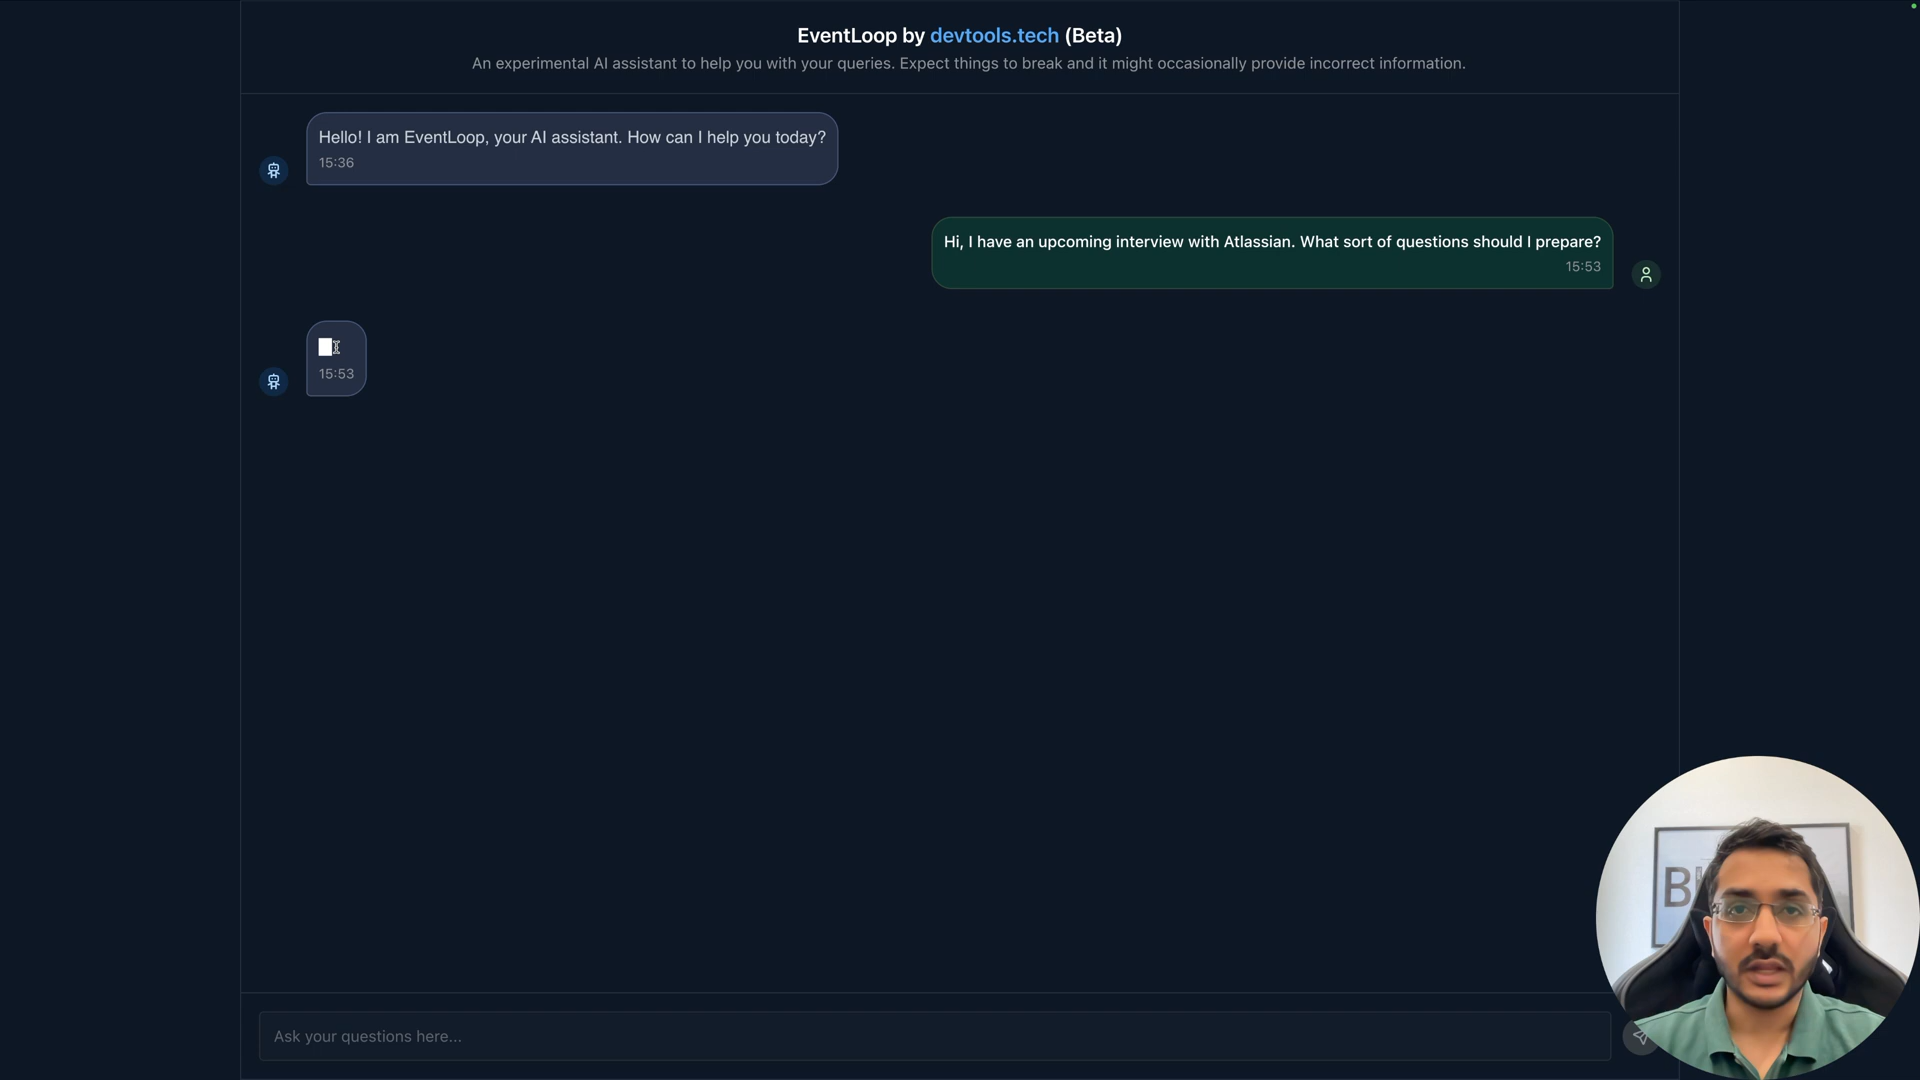 EventLoop by devtools.tech (Beta)
An experimental AI assistant to help you with your queries. Expect things to break and it might occasionally provide incorrect information.
Hello! I am EventLoop, your AI assistant. How can I help you today?
15:36
Hi, I have an upcoming interview with Atlassian. What sort of questions should I prepare?
15:53
15:53
Ask your questions here...